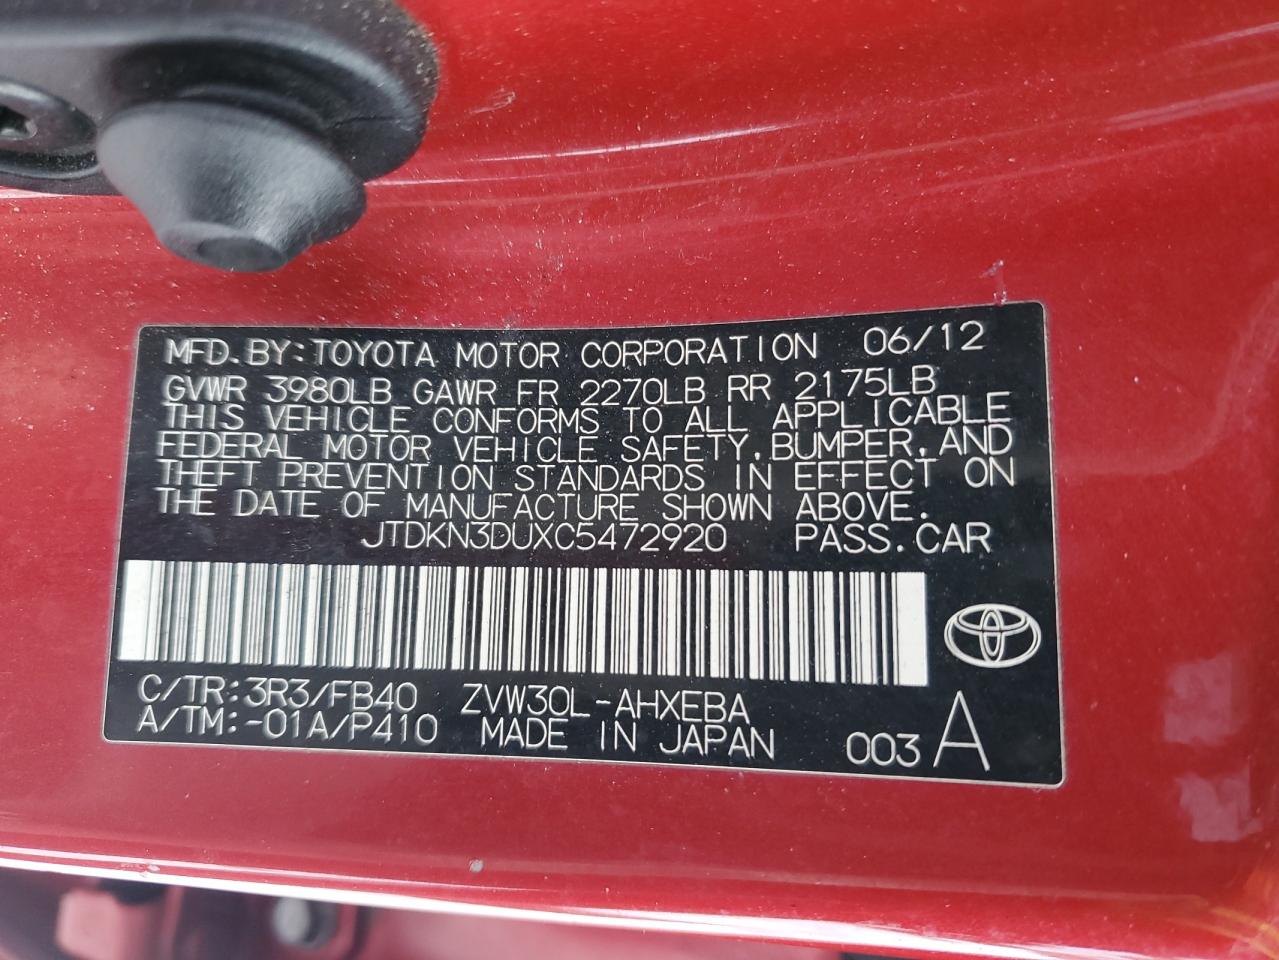 MFD.BY:TOYOTA MOTOR CORPORATION 06/12
GVWR 3980LB GAWR FR 2270LB RR 2175LB
THIS VEHICLE CONFORMS TO ALL APPLICABLE
FEDERAL MOTOR VEHICLE SAFETY,BUMPER,AND
THEFT PREVENTION STANDARDS IN EFFECT ON
THE DATE OF MANUFACTURE SHOWN ABOVE.
JTDKN3DUXC5472920 PASS.CAR
C/TR:3R3/FB40 ZVW30L-AHXEBA
A/TM:-01A/P410 MADE IN JAPAN 003 A